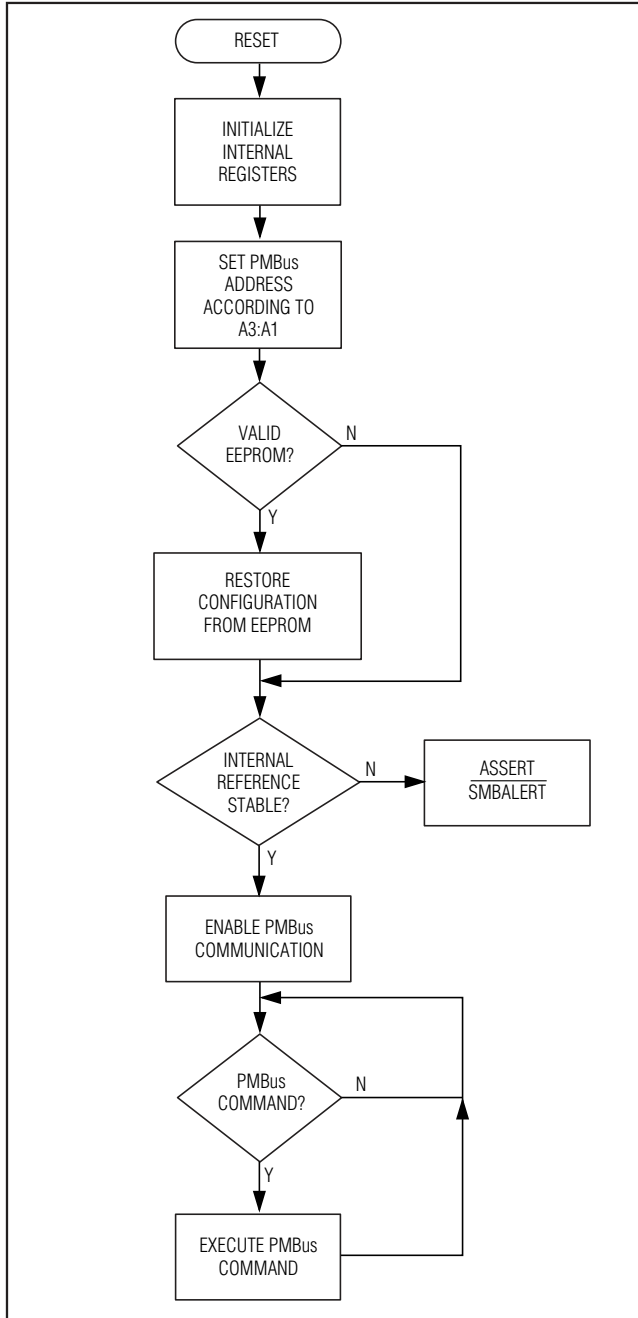 RESET
INITIALIZE
INTERNAL
REGISTERS
SET PMBus
ADDRESS
ACCORDING TO
A3:A1
VALID
EEPROM?
N
Y
RESTORE
CONFIGURATION
FROM EEPROM
INTERNAL
REFERENCE
STABLE?
N
ASSERT
SMBALERT
Y
ENABLE PMBus
COMMUNICATION
PMBus
COMMAND?
N
Y
EXECUTE PMBus
COMMAND